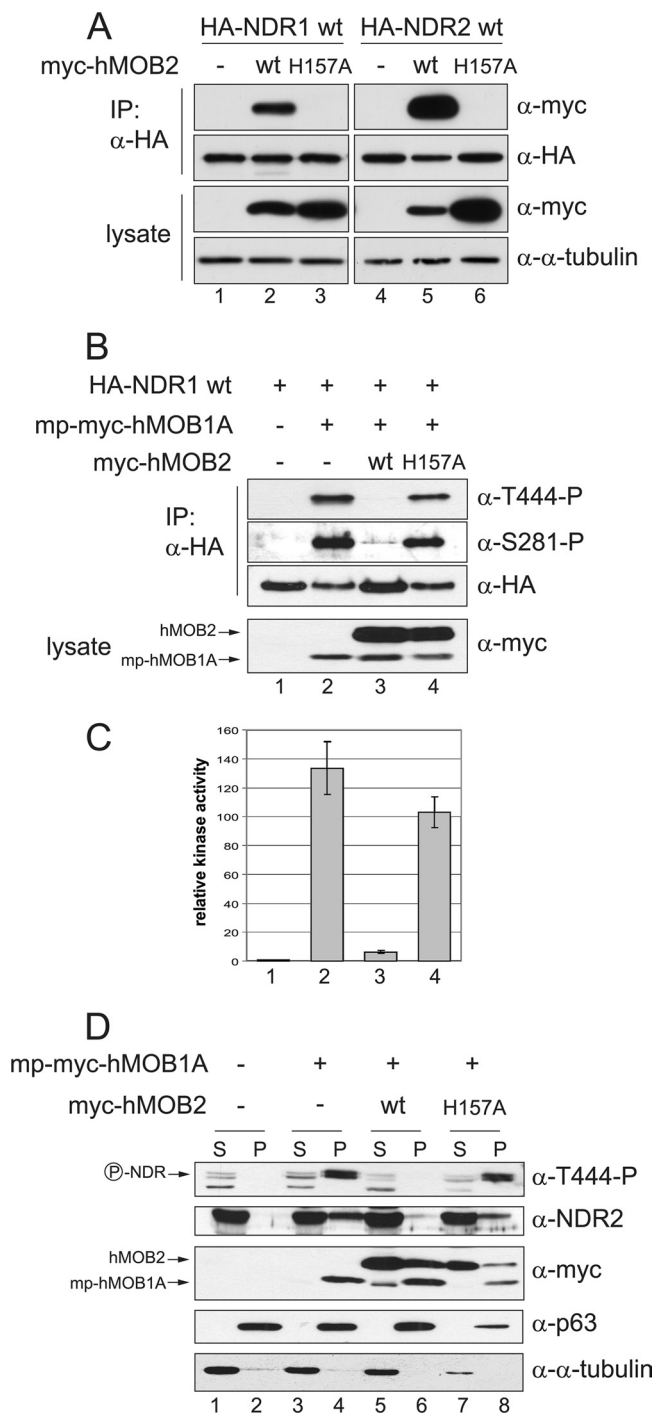 A
HA-NDR1 wt HA-NDR2 wt
myc-hMOB2 - wt H157A - wt H157A
IP:
α-HA
α-myc
α-HA
lysate
α-myc
α-α-tubulin
1 2 3 4 5 6
B
HA-NDR1 wt + + + +
mp-myc-hMOB1A - + + +
myc-hMOB2 - - wt H157A
IP:
α-HA
α-T444-P
α-S281-P
α-HA
lysate
hMOB2
mp-hMOB1A
α-myc
1 2 3 4
C
relative kinase activity
160
140
120
100
80
60
40
20
0
1 2 3 4
D
mp-myc-hMOB1A - + + +
myc-hMOB2 - - wt H157A
S P S P S P S P
Ⓟ-NDR α-T444-P
α-NDR2
hMOB2
mp-hMOB1A
α-myc
α-p63
α-α-tubulin
1 2 3 4 5 6 7 8